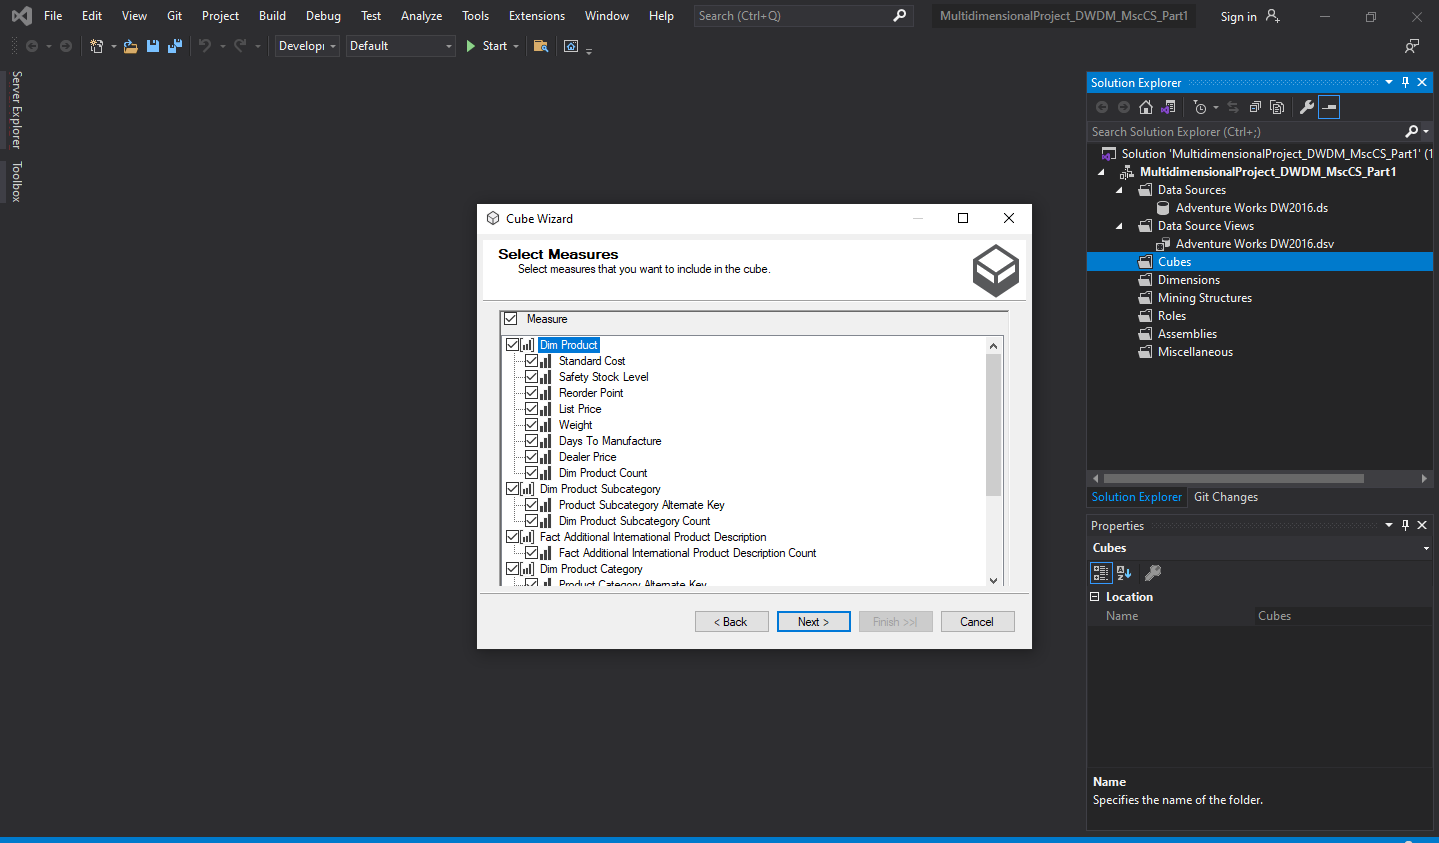 File Edit View Git Project Build Debug Test Analyze Tools Extensions Window Help Search (Ctrl+Q) MultidimensionalProject_DWDM_MscCS_Part1 Sign in
Default Start
Server Explorer
Toolbox
Cube Wizard
Select Measures
Select measures that you want to include in the cube.
Measure
Dim Product
Standard Cost
Safety Stock Level
Reorder Point
List Price
Weight
Days To Manufacture
Dealer Price
Dim Product Count
Dim Product Subcategory
Product Subcategory Alternate Key
Dim Product Subcategory Count
Fact Additional International Product Description
Fact Additional International Product Description Count
Dim Product Category
Product Category Alternate Key
< Back Next > Finish >>| Cancel
Solution Explorer
Search Solution Explorer (Ctrl+;)
Solution 'MultidimensionalProject_DWDM_MscCS_Part1' (1
MultidimensionalProject_DWDM_MscCS_Part1
Data Sources
Adventure Works DW2016.ds
Data Source Views
Adventure Works DW2016.dsv
Cubes
Dimensions
Mining Structures
Roles
Assemblies
Miscellaneous
Solution Explorer Git Changes
Properties
Cubes
Location
Name Cubes
Name
Specifies the name of the folder.